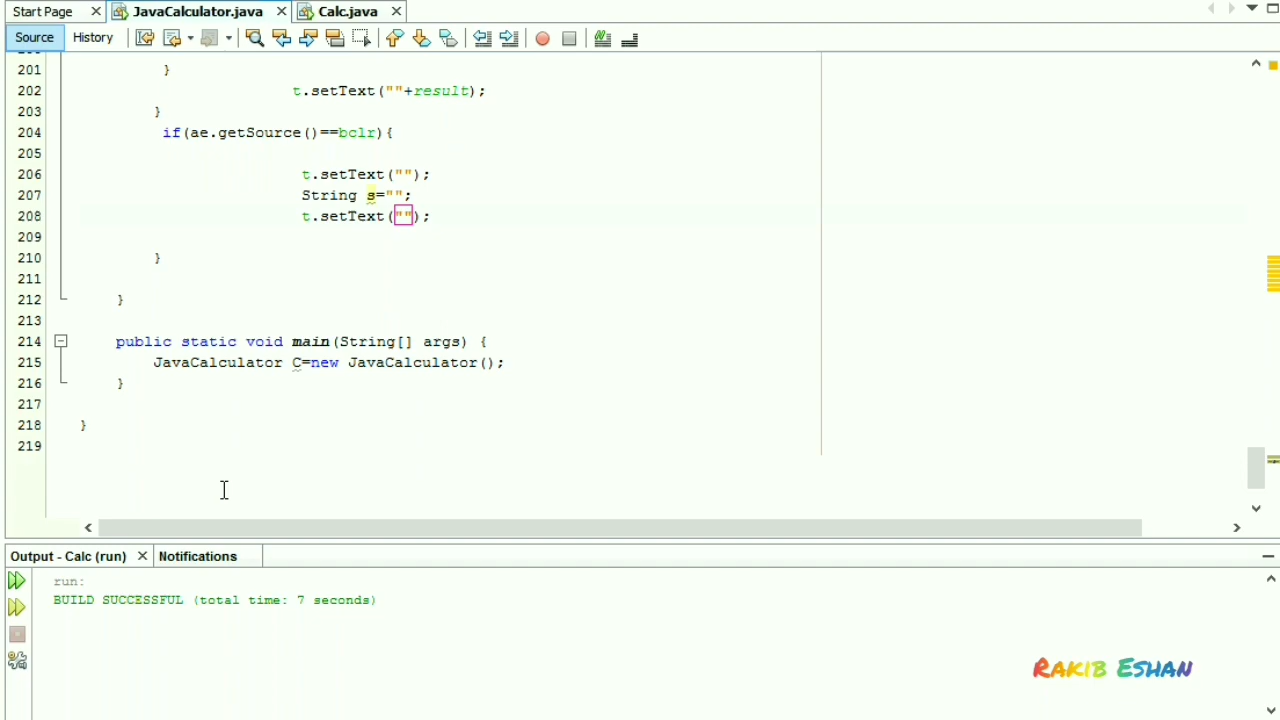 Start Page JavaCalculator.java Calc.java
Source History
201 }
202 t.setText(""+result);
203 }
204 if(ae.getSource()==bclr){
205
206 t.setText("");
207 String s="";
208 t.setText("");
209
210 }
211
212 }
213
214 public static void main(String[] args) {
215 JavaCalculator C=new JavaCalculator();
216 }
217
218 }
219
Output - Calc (run) Notifications
run:
BUILD SUCCESSFUL (total time: 7 seconds)
Rakib Eshan